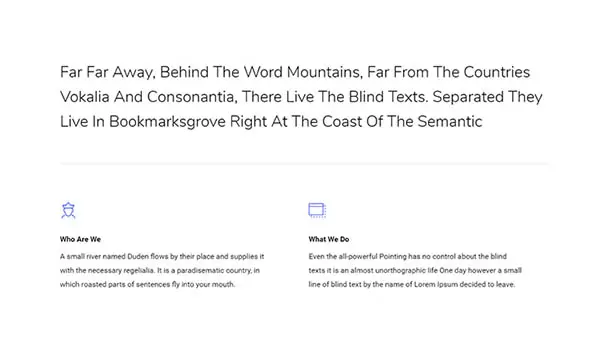 Far Far Away, Behind The Word Mountains, Far From The Countries
Vokalia And Consonantia, There Live The Blind Texts. Separated They
Live In Bookmarksgrove Right At The Coast Of The Semantic
Who Are We
A small river named Duden flows by their place and supplies it
with the necessary regelialia. It is a paradisematic country, in
which roasted parts of sentences fly into your mouth.
What We Do
Even the all-powerful Pointing has no control about the blind
texts it is an almost unorthographic life One day however a small
line of blind text by the name of Lorem Ipsum decided to leave.